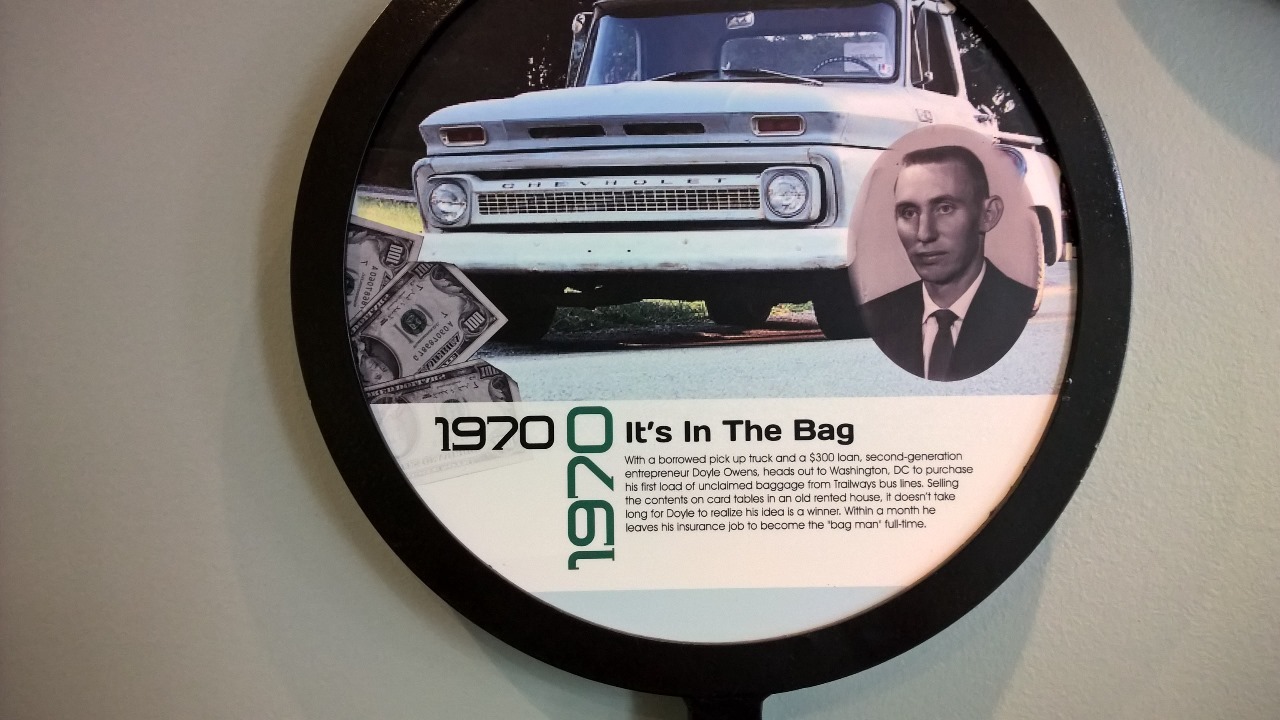 CHEVROLET
100
100
100
1970
1970
It's In The Bag
With a borrowed pick up truck and a $300 loan, second-generation
entrepreneur Doyle Owens, heads out to Washington, DC to purchase
his first load of unclaimed baggage from Trailways bus lines. Selling
the contents on card tables in an old rented house, it doesn't take
long for Doyle to realize his idea is a winner. Within a month he
leaves his insurance job to become the "bag man" full-time.